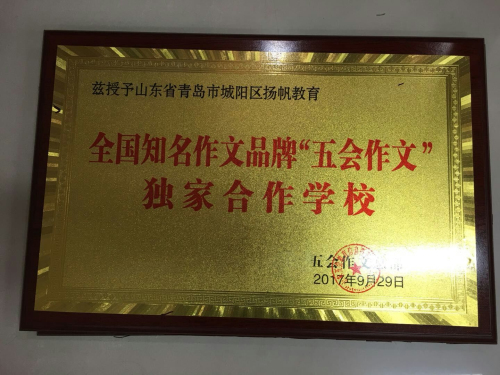 兹授予山东省青岛市城阳区扬帆教育
全国知名作文品牌“五会作文”
独家合作学校
五会作文
2017年9月29日